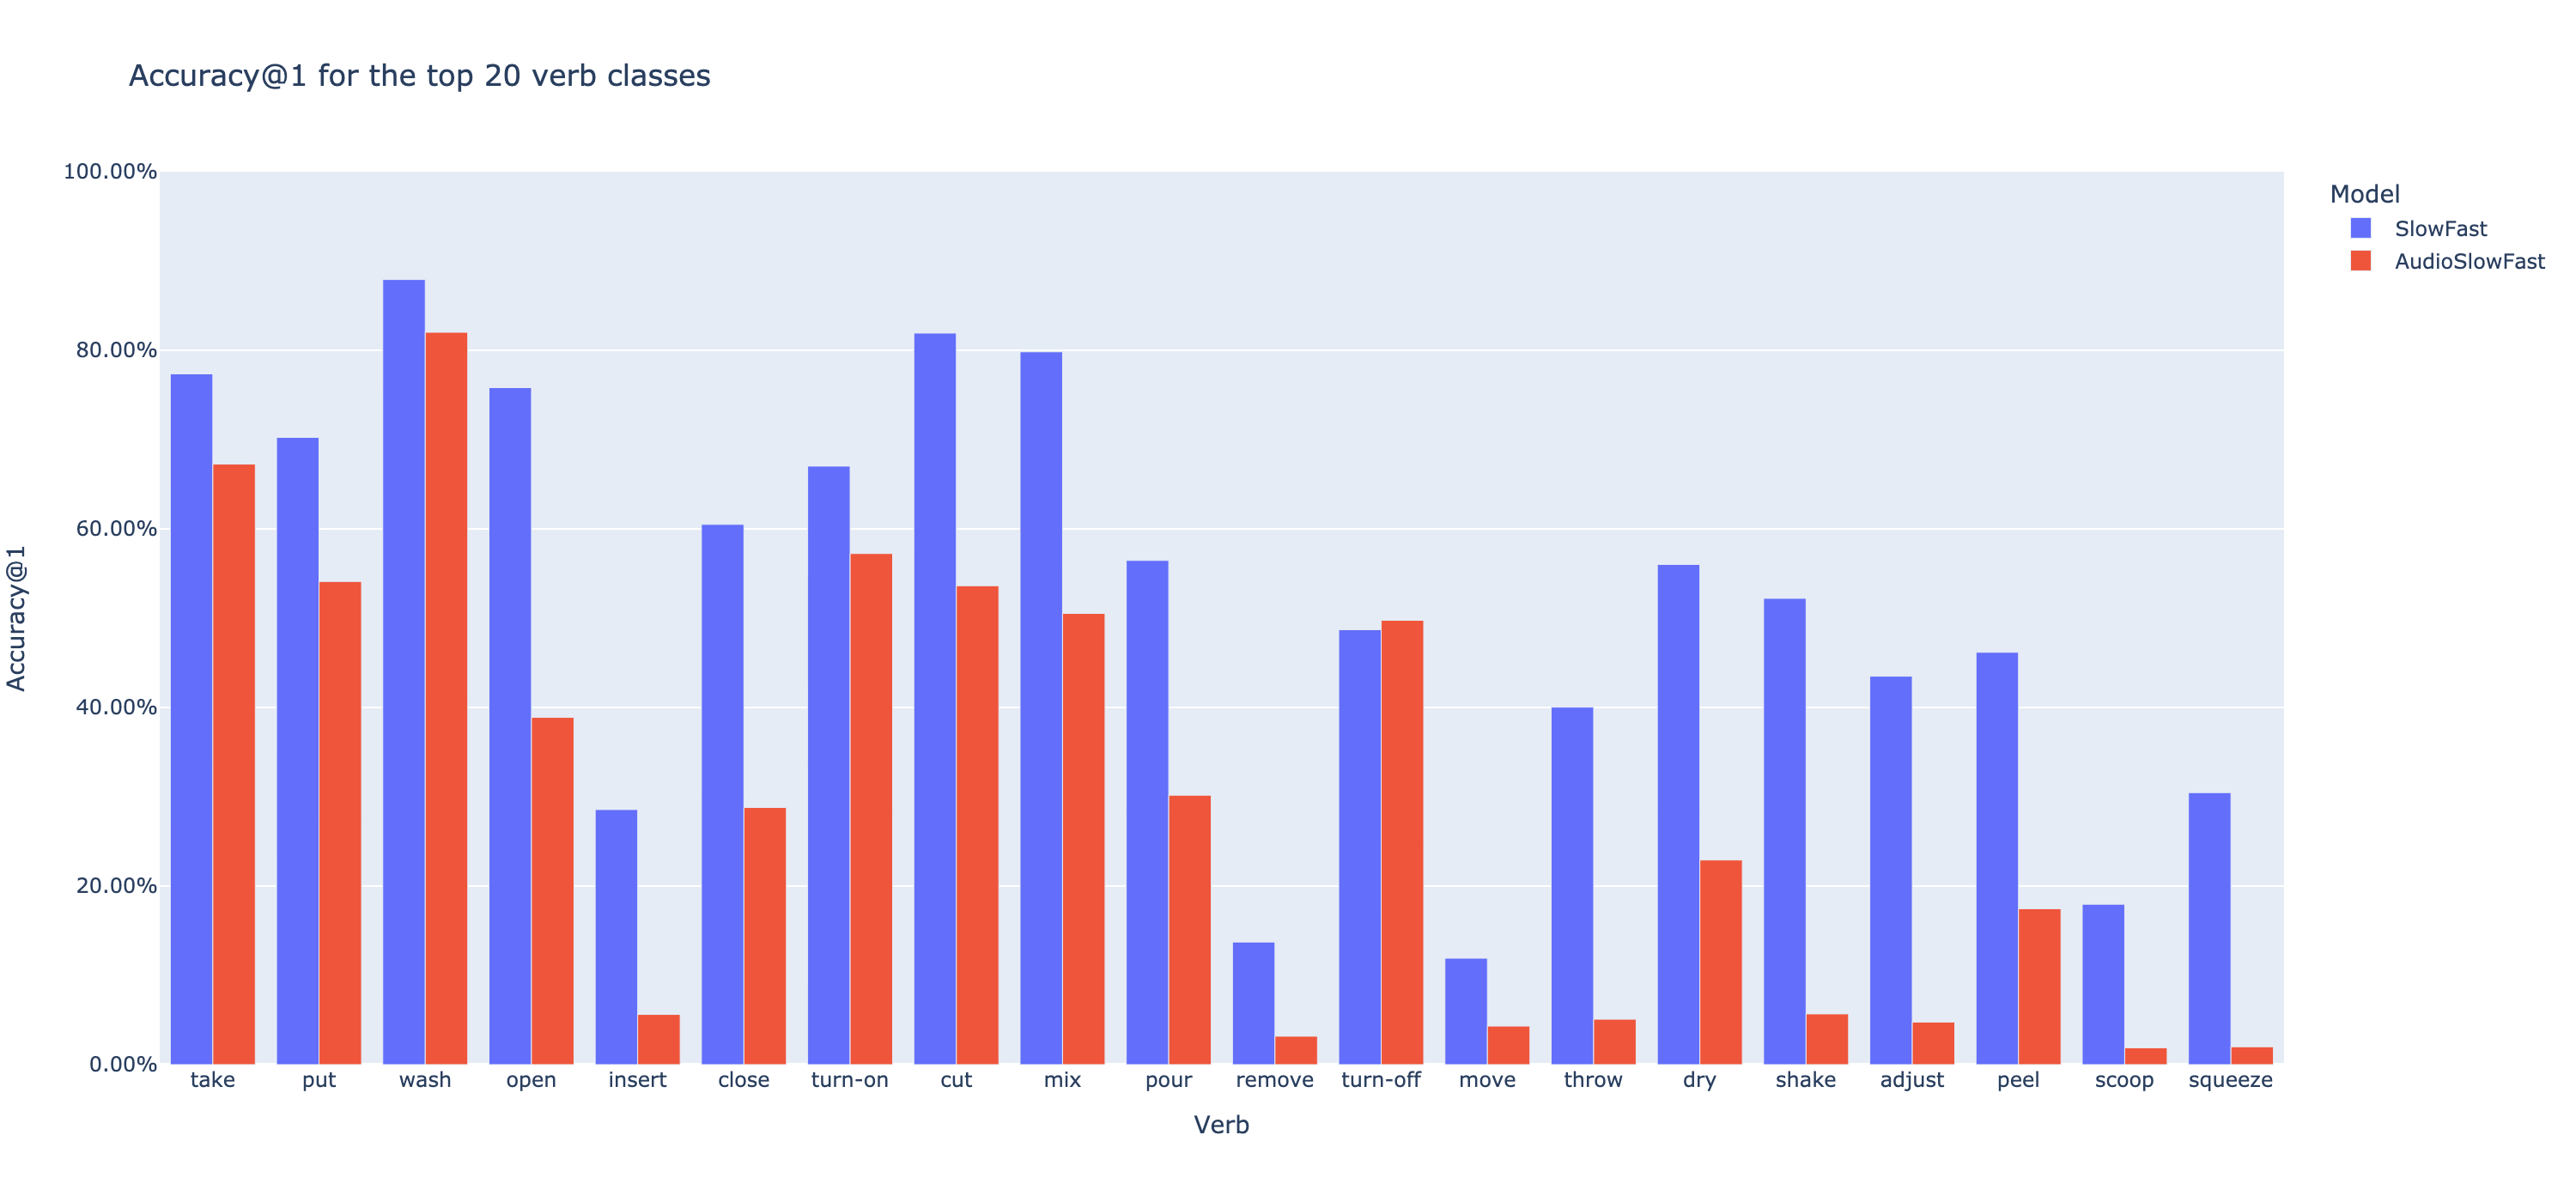 Accuracy@1 for the top 20 verb classes
100.00%
80.00%
60.00%
40.00%
20.00%
0.00%
Accuracy@1
take put wash open insert close turn-on cut mix pour remove turn-off move throw dry shake adjust peel scoop squeeze
Verb
Model
SlowFast
AudioSlowFast